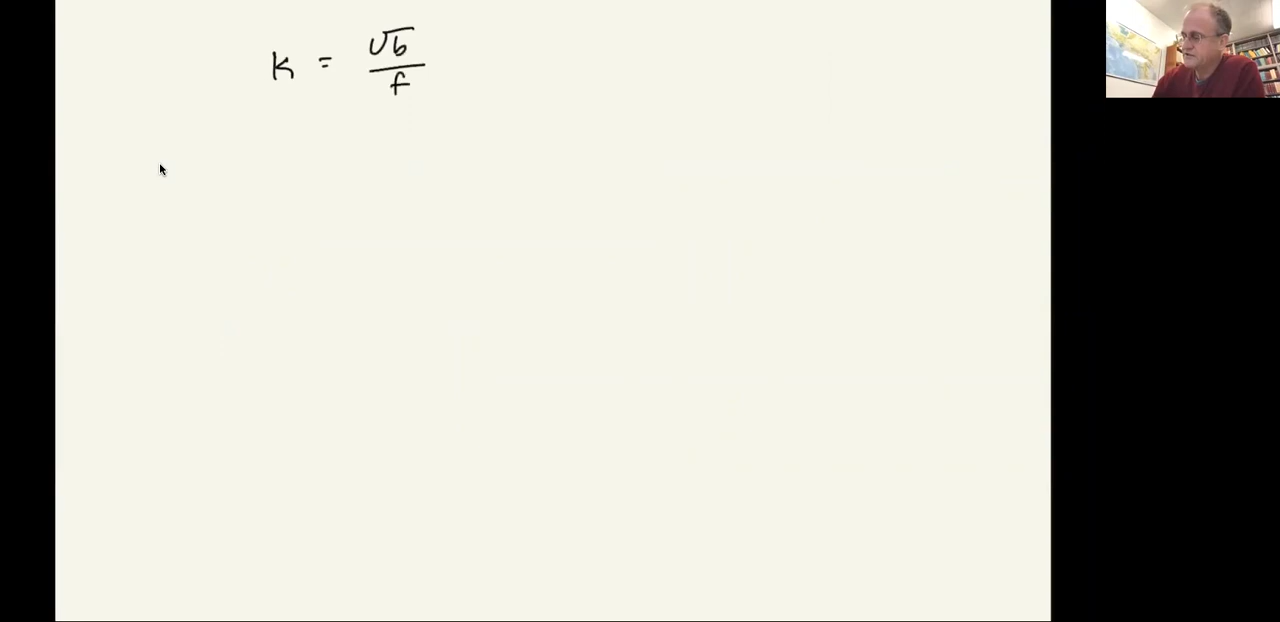 K = √b / f